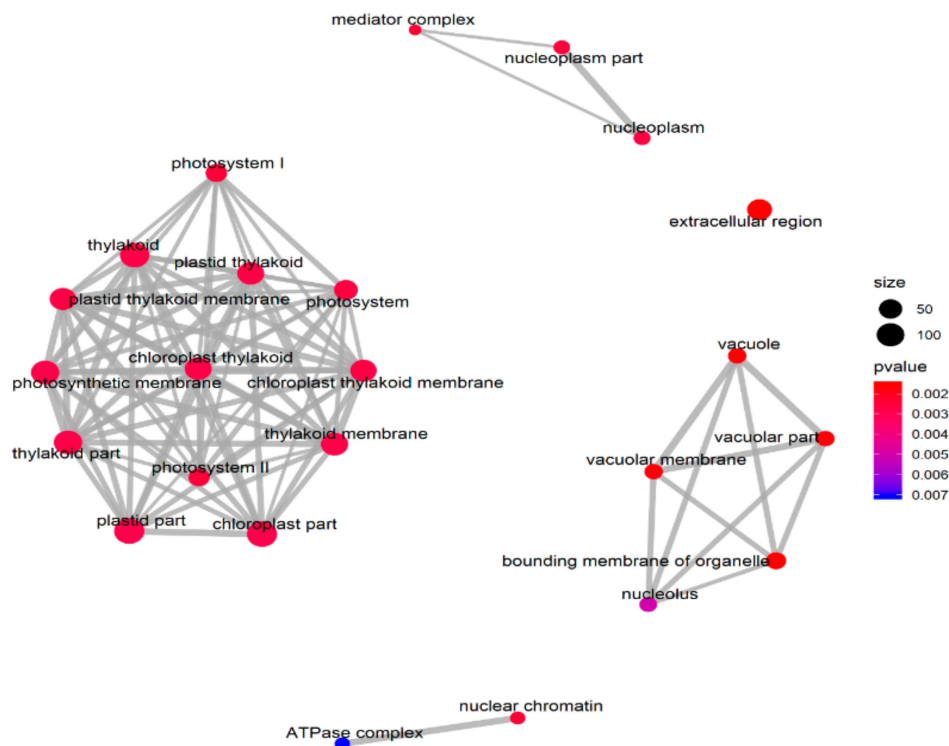 mediator complex
nucleoplasm part
nucleoplasm
photosystem I
extracellular region
thylakoid
plastid thylakoid
plastid thylakoid membrane
photosystem
size
50
100
vacuole
chloroplast thylakoid
photosynthetic membrane
chloroplast thylakoid membrane
pvalue
0.002
0.003
0.004
0.005
0.006
0.007
thylakoid membrane
vacuolar part
thylakoid part
vacuolar membrane
photosystem II
plastid part
chloroplast part
bounding membrane of organelle
nucleolus
nuclear chromatin
ATPase complex